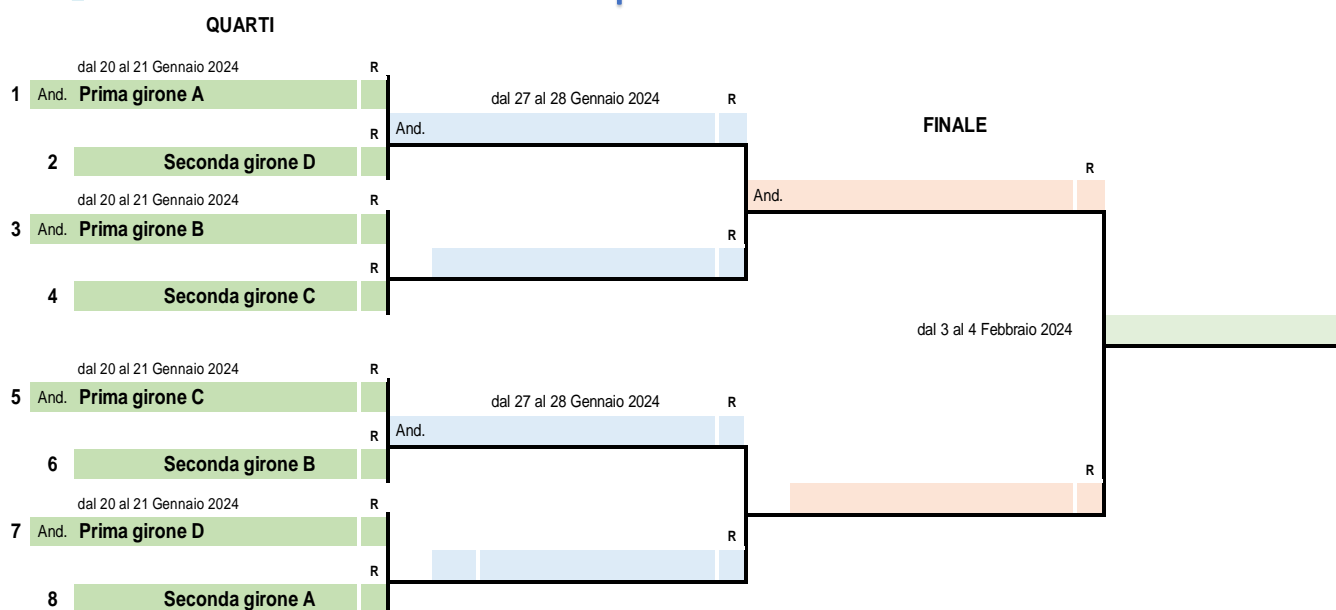 QUARTI
dal 20 al 21 Gennaio 2024 R
1 And. Prima girone A
dal 27 al 28 Gennaio 2024 R
And.
FINALE
R
2 Seconda girone D
R
dal 20 al 21 Gennaio 2024 R
And.
3 And. Prima girone B
R
R
4 Seconda girone C
dal 3 al 4 Febbraio 2024
dal 20 al 21 Gennaio 2024 R
5 And. Prima girone C
dal 27 al 28 Gennaio 2024 R
And.
R
6 Seconda girone B
R
dal 20 al 21 Gennaio 2024 R
7 And. Prima girone D
R
R
8 Seconda girone A